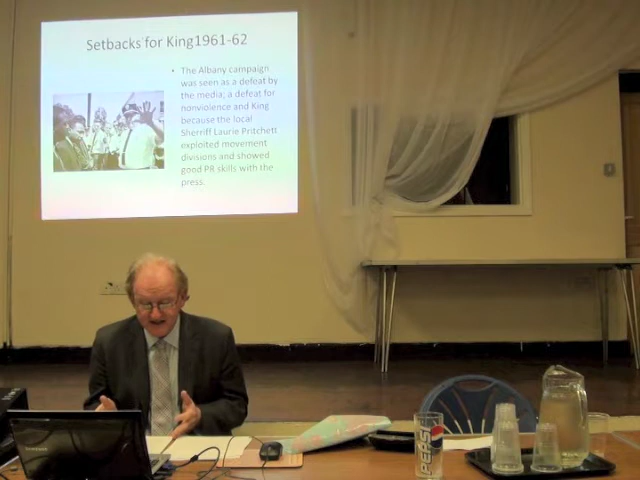 Setbacks for King1961-62
• The Albany campaign
was seen as a defeat by
the media; a defeat for
nonviolence and King
because the local
Sherriff Laurie Pritchett
exploited movement
divisions and showed
good PR skills with the
press.
PEPSI